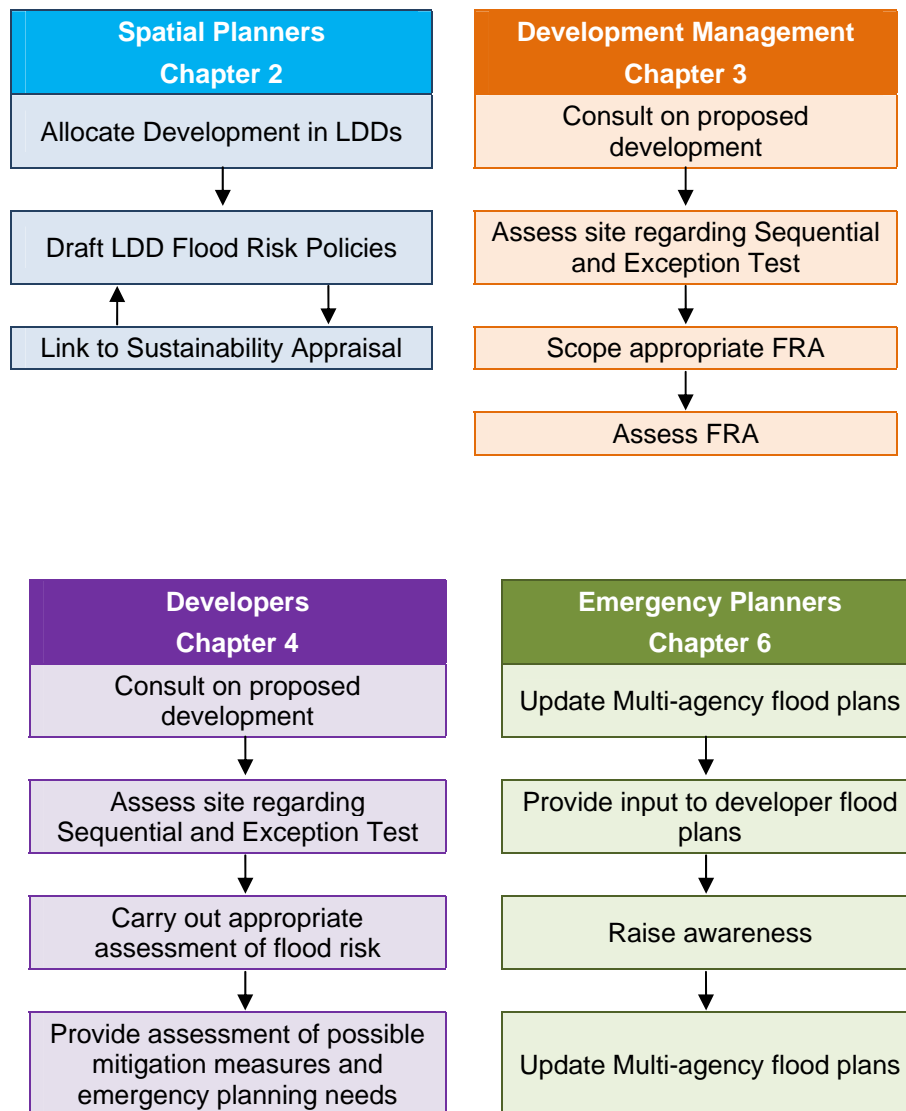 Spatial Planners
Chapter 2
Allocate Development in LDDs
Draft LDD Flood Risk Policies
Link to Sustainability Appraisal
Development Management
Chapter 3
Consult on proposed
development
Assess site regarding Sequential
and Exception Test
Scope appropriate FRA
Assess FRA
Developers
Chapter 4
Consult on proposed
development
Assess site regarding
Sequential and Exception Test
Carry out appropriate
assessment of flood risk
Provide assessment of possible
mitigation measures and
emergency planning needs
Emergency Planners
Chapter 6
Update Multi-agency flood plans
Provide input to developer flood
plans
Raise awareness
Update Multi-agency flood plans